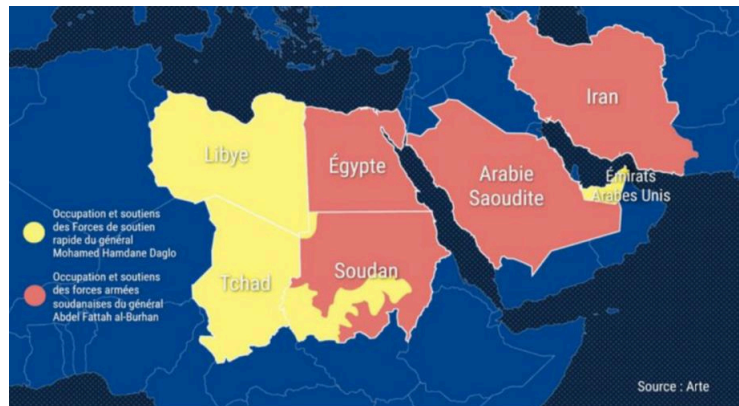 Iran
Libye
Égypte
Arabie
Saoudite
Émirats
Arabes Unis
Occupation et soutiens
des Forces de soutien
rapide du général
Mohamed Hamdane Daglo
Tchad
Soudan
Occupation et soutiens
des forces armées
soudanaises du général
Abdel Fattah al-Burhan
Source : Arte